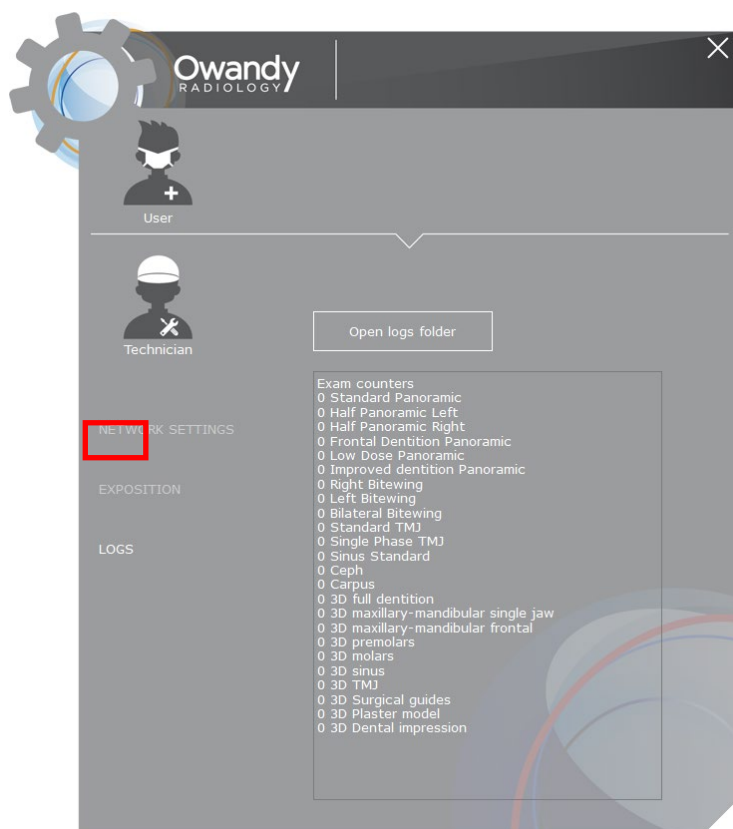 Owandy
RADIOLOGY
User
Technician
Open logs folder
NETWORK SETTINGS
EXPOSITION
LOGS
Exam counters
0 Standard Panoramic
0 Half Panoramic Left
0 Half Panoramic Right
0 Frontal Dentition Panoramic
0 Low Dose Panoramic
0 Improved dentition Panoramic
0 Right Bitewing
0 Left Bitewing
0 Bilateral Bitewing
0 Standard TMJ
0 Single Phase TMJ
0 Sinus Standard
0 Ceph
0 Carpus
0 3D full dentition
0 3D maxillary-mandibular single jaw
0 3D maxillary-mandibular frontal
0 3D premolars
0 3D molars
0 3D sinus
0 3D TMJ
0 3D Surgical guides
0 3D Plaster model
0 3D Dental impression